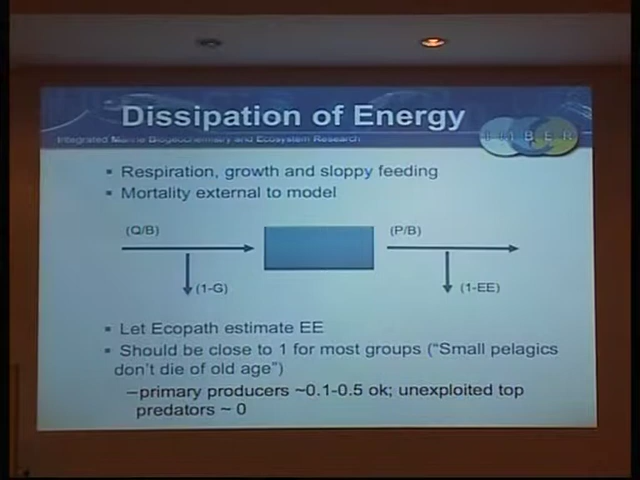 Dissipation of Energy
Integrated Marine Biogeochemistry and Ecosystem Research
IMBER
Respiration, growth and sloppy feeding
Mortality external to model
(Q/B)
(P/B)
(1-G)
(1-EE)
Let Ecopath estimate EE
Should be close to 1 for most groups ("Small pelagics
don't die of old age")
–primary producers ~0.1-0.5 ok; unexploited top
predators ~ 0